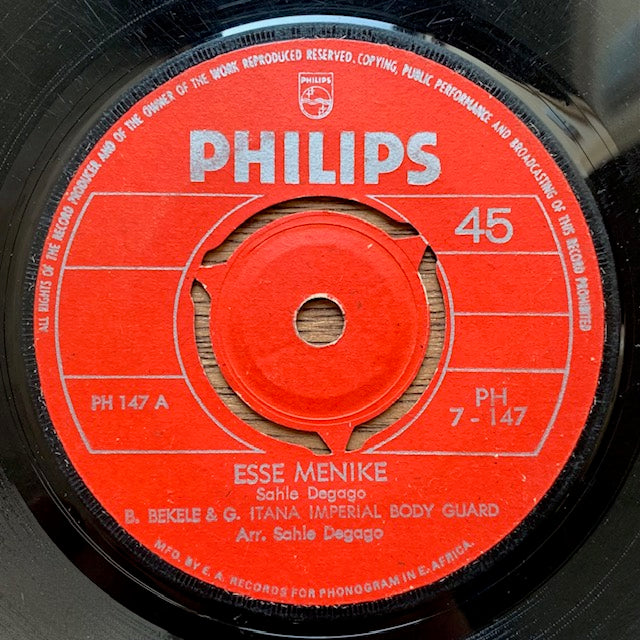 ALL RIGHTS OF THE RECORD PRODUCER AND OF THE OWNER OF THE WORK REPRODUCED RESERVED. COPYING, PUBLIC PERFORMANCE AND BROADCASTING OF THIS RECORD PROHIBITED
PHILIPS
PHILIPS
45
PH 147 A
PH
7 - 147
ESSE MENIKE
Sahle Degago
B. BEKELE & G. ITANA IMPERIAL BODY GUARD
Arr. Sahle Degago
MFD. BY E. A. RECORDS FOR PHONOGRAM IN E. AFRICA.